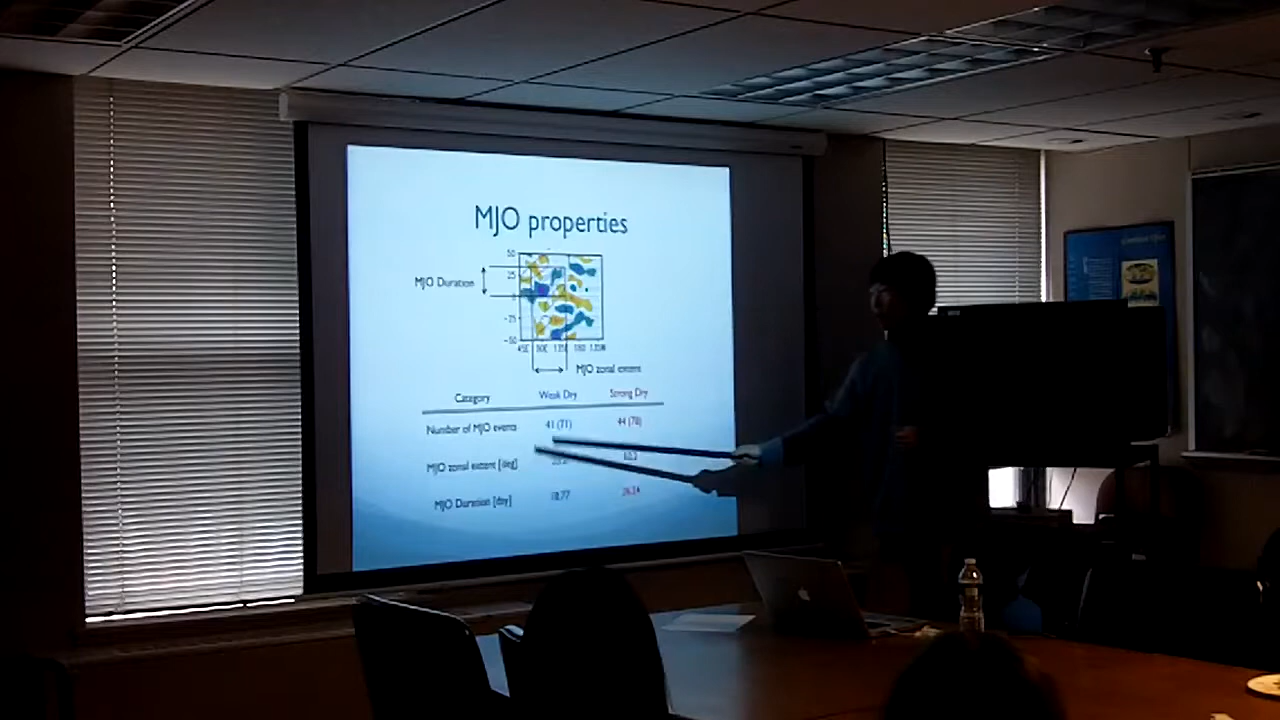 MJO properties
50
MJO Duration
25
-25
-50
45E 90E 135E 180 135W
MJO zonal extent
Category Weak Dry Strong Dry
Number of MJO events 41 (71) 44 (78)
MJO zonal extent [deg]
MJO Duration [day] 18.77 26.14